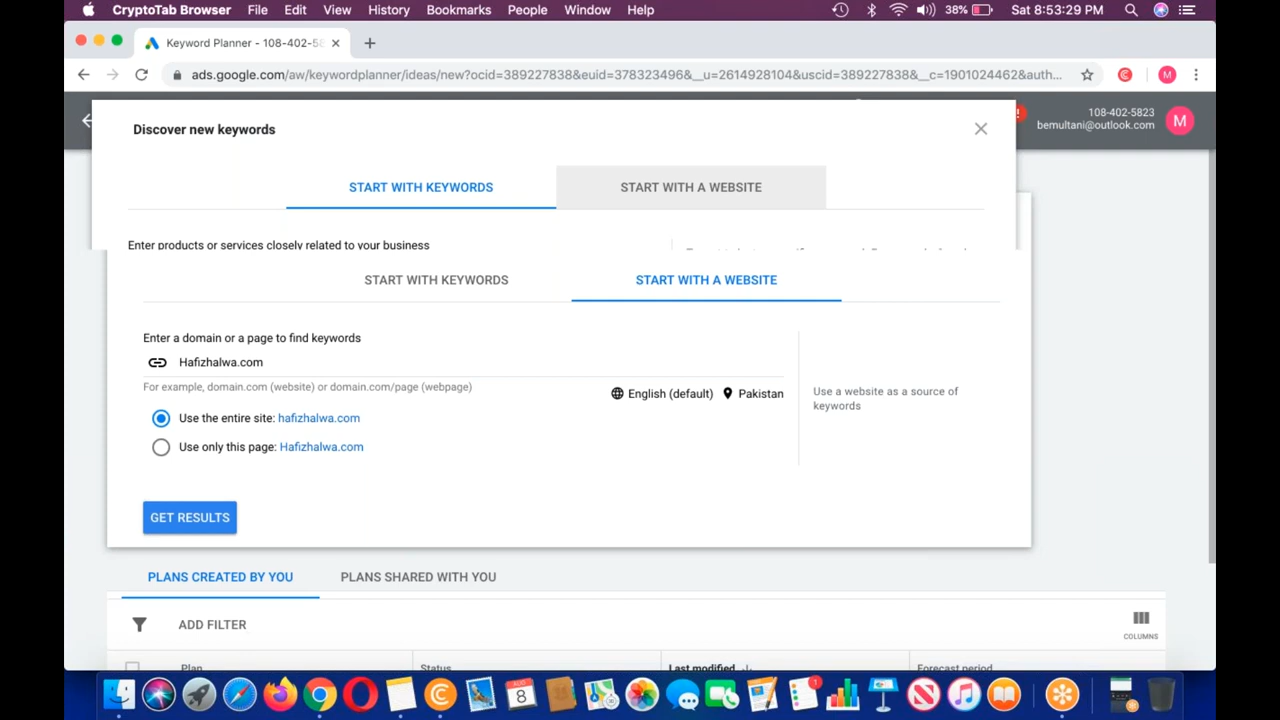 CryptoTab Browser File Edit View History Bookmarks People Window Help 38% Sat 8:53:29 PM
Keyword Planner - 108-402-58
ads.google.com/aw/keywordplanner/ideas/new?ocid=389227838&euid=378323496&__u=2614928104&uscid=389227838&__c=1901024462&auth... M
Discover new keywords
108-402-5823
bemultani@outlook.com
M
START WITH KEYWORDS START WITH A WEBSITE
Enter products or services closely related to your business
START WITH KEYWORDS START WITH A WEBSITE
Enter a domain or a page to find keywords
Hafizhalwa.com
For example, domain.com (website) or domain.com/page (webpage)
English (default) Pakistan
Use a website as a source of
keywords
Use the entire site: hafizhalwa.com
Use only this page: Hafizhalwa.com
GET RESULTS
PLANS CREATED BY YOU PLANS SHARED WITH YOU
ADD FILTER
COLUMNS
Plan Status Last modified Forecast period
8
1